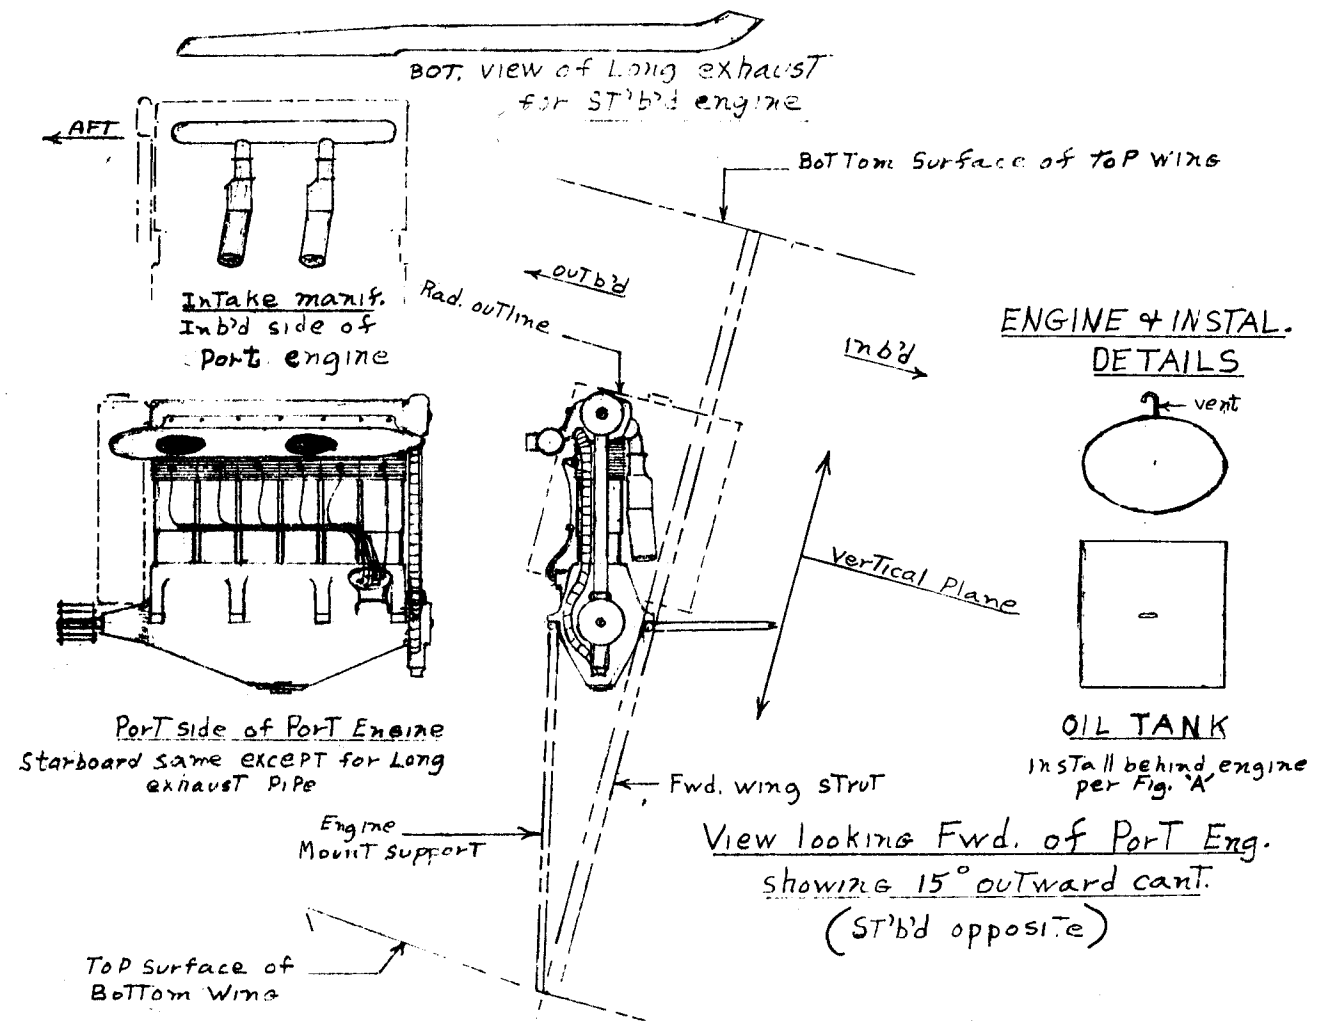 BOT. view of Long exhaust
for ST'b'd engine
AFT
Bottom Surface of top wing
outb'd
Rad. outline
Intake manif.
Inb'd side of
Port engine
Inb'd
ENGINE & INSTAL.
DETAILS
vent
Vertical Plane
Port side of Port Engine
Starboard same except for Long
exhaust pipe
OIL TANK
Install behind engine
per Fig. 'A'
Fwd. wing strut
Engine
Mount support
View looking Fwd. of Port Eng.
showing 15° outward cant.
(ST'b'd opposite)
Top Surface of
Bottom Wing